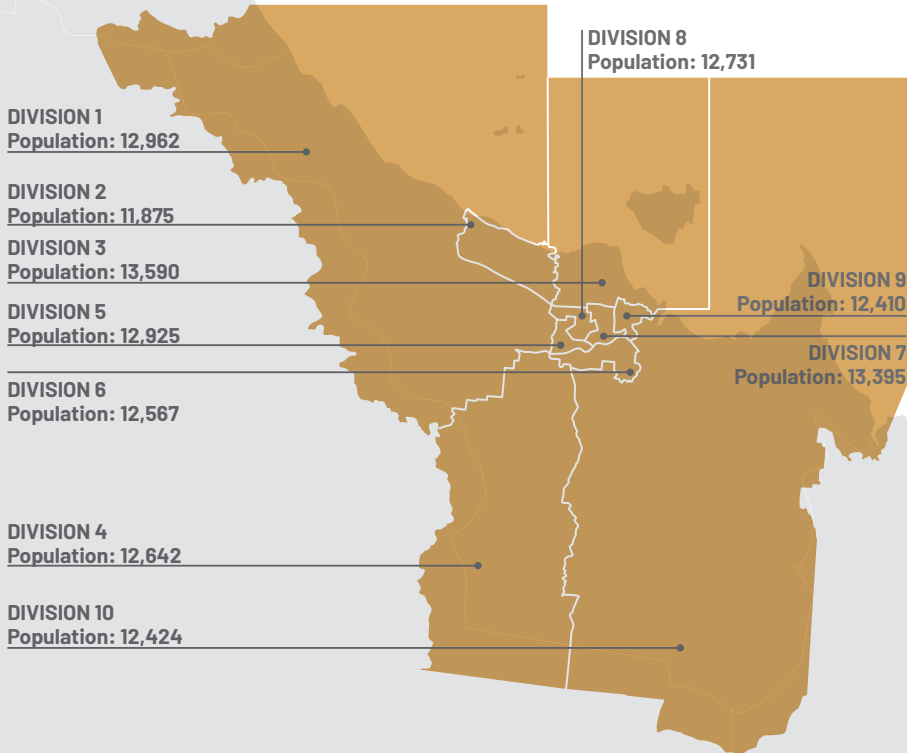 DIVISION 8
Population: 12,731
DIVISION 1
Population: 12,962
DIVISION 2
Population: 11,875
DIVISION 3
Population: 13,590
DIVISION 9
Population: 12,410
DIVISION 5
Population: 12,925
DIVISION 7
Population: 13,395
DIVISION 6
Population: 12,567
DIVISION 4
Population: 12,642
DIVISION 10
Population: 12,424